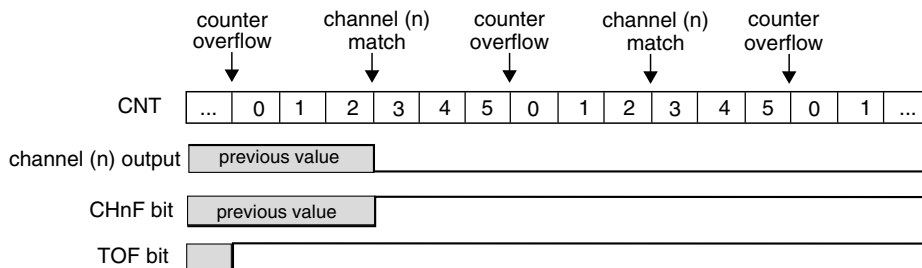 counter overflow
channel (n) match
counter overflow
channel (n) match
counter overflow
CNT ... 0 1 2 3 4 5 0 1 2 3 4 5 0 1 ...
channel (n) output previous value
CHnF bit previous value
TOF bit